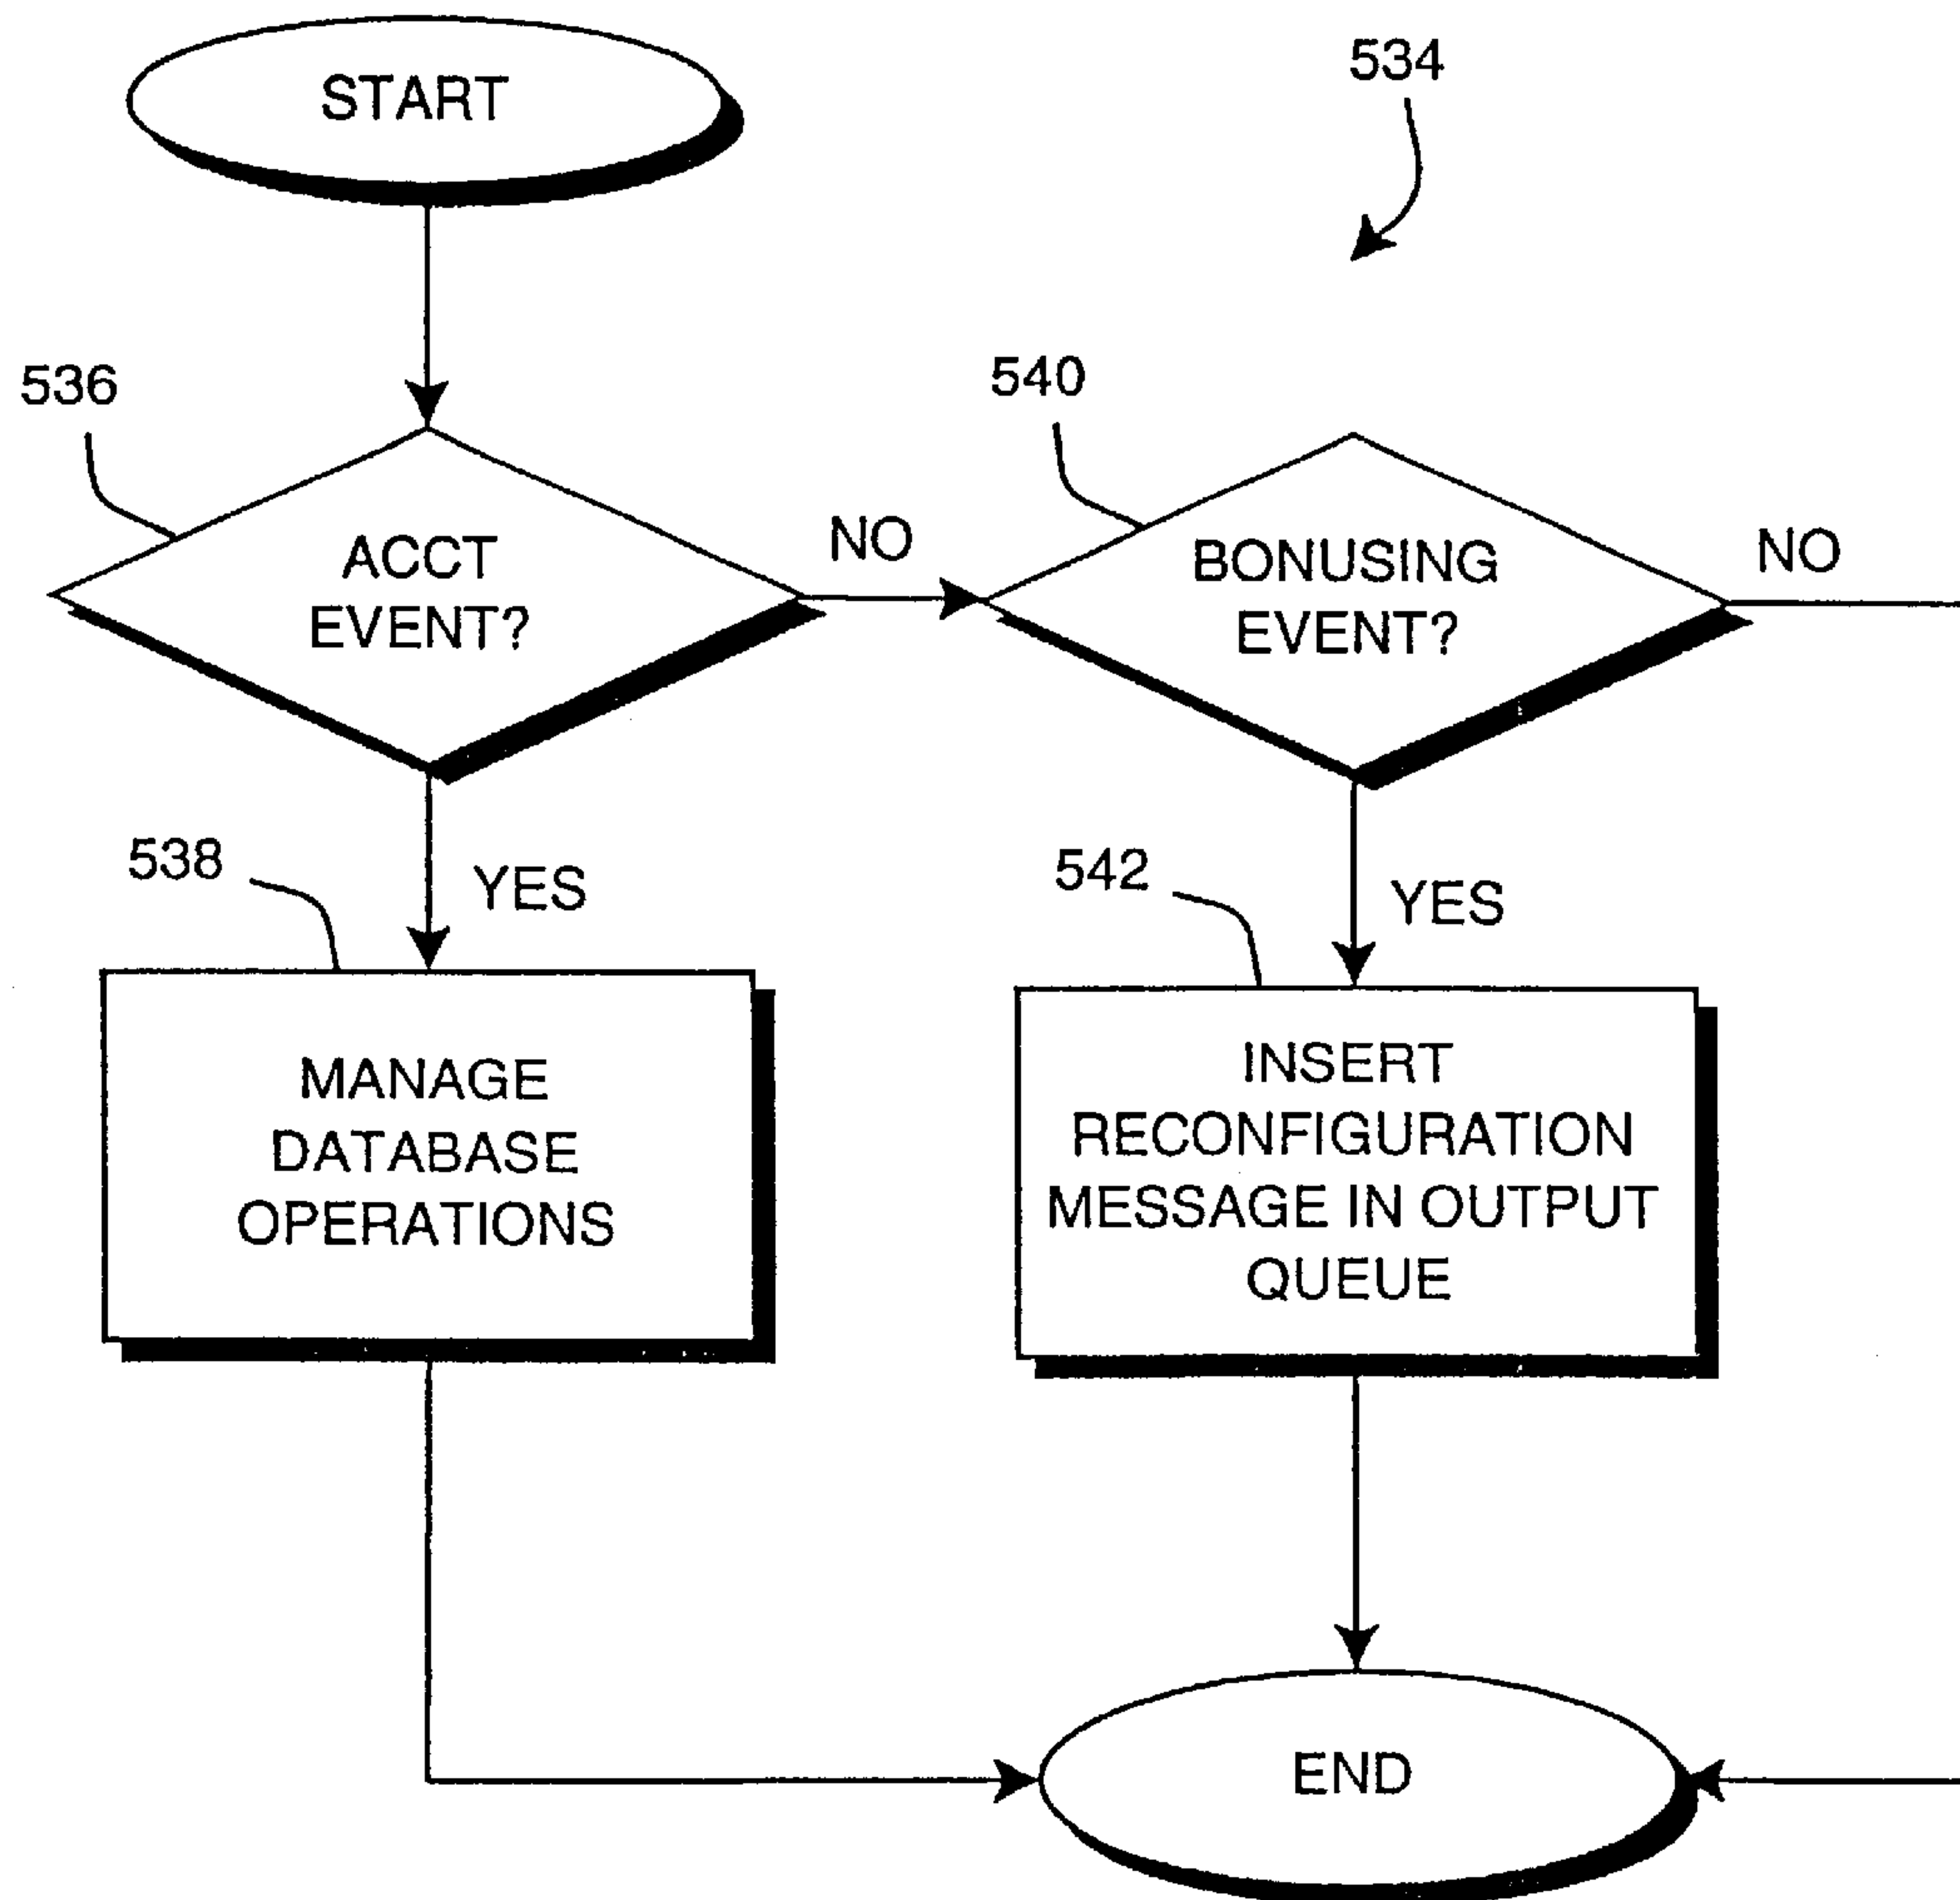 START
534
536
ACCT
EVENT?
NO
540
BONUSING
EVENT?
NO
538
YES
542
YES
MANAGE
DATABASE
OPERATIONS
INSERT
RECONFIGURATION
MESSAGE IN OUTPUT
QUEUE
END